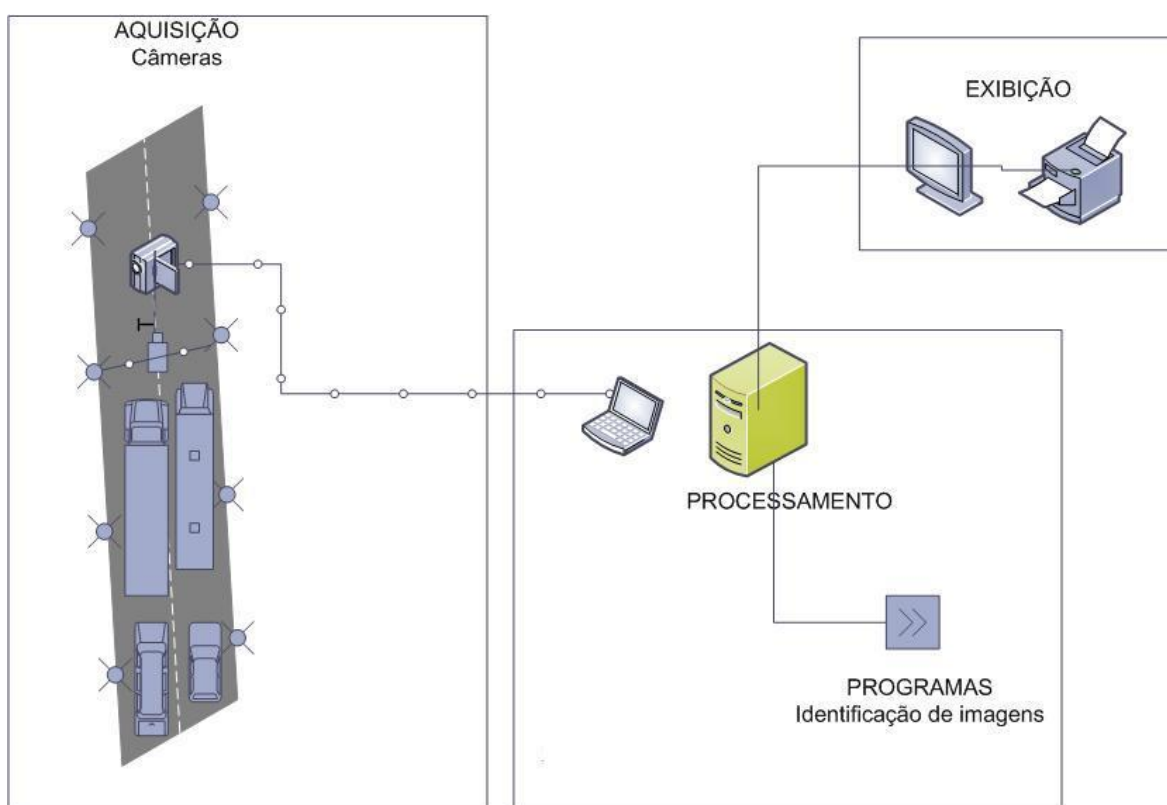 AQUISIÇÃO
Câmeras
EXIBIÇÃO
PROCESSAMENTO
PROGRAMAS
Identificação de imagens